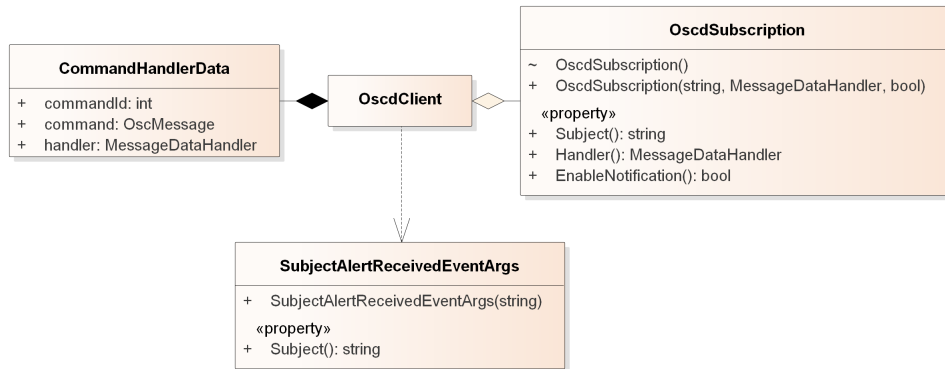 CommandHandlerData
+ commandId: int
+ command: OscMessage
+ handler: MessageDataHandler
OscdClient
OscdSubscription
~ OscdSubscription()
+ OscdSubscription(string, MessageDataHandler, bool)
«property»
+ Subject(): string
+ Handler(): MessageDataHandler
+ EnableNotification(): bool
SubjectAlertReceivedEventArgs
+ SubjectAlertReceivedEventArgs(string)
«property»
+ Subject(): string